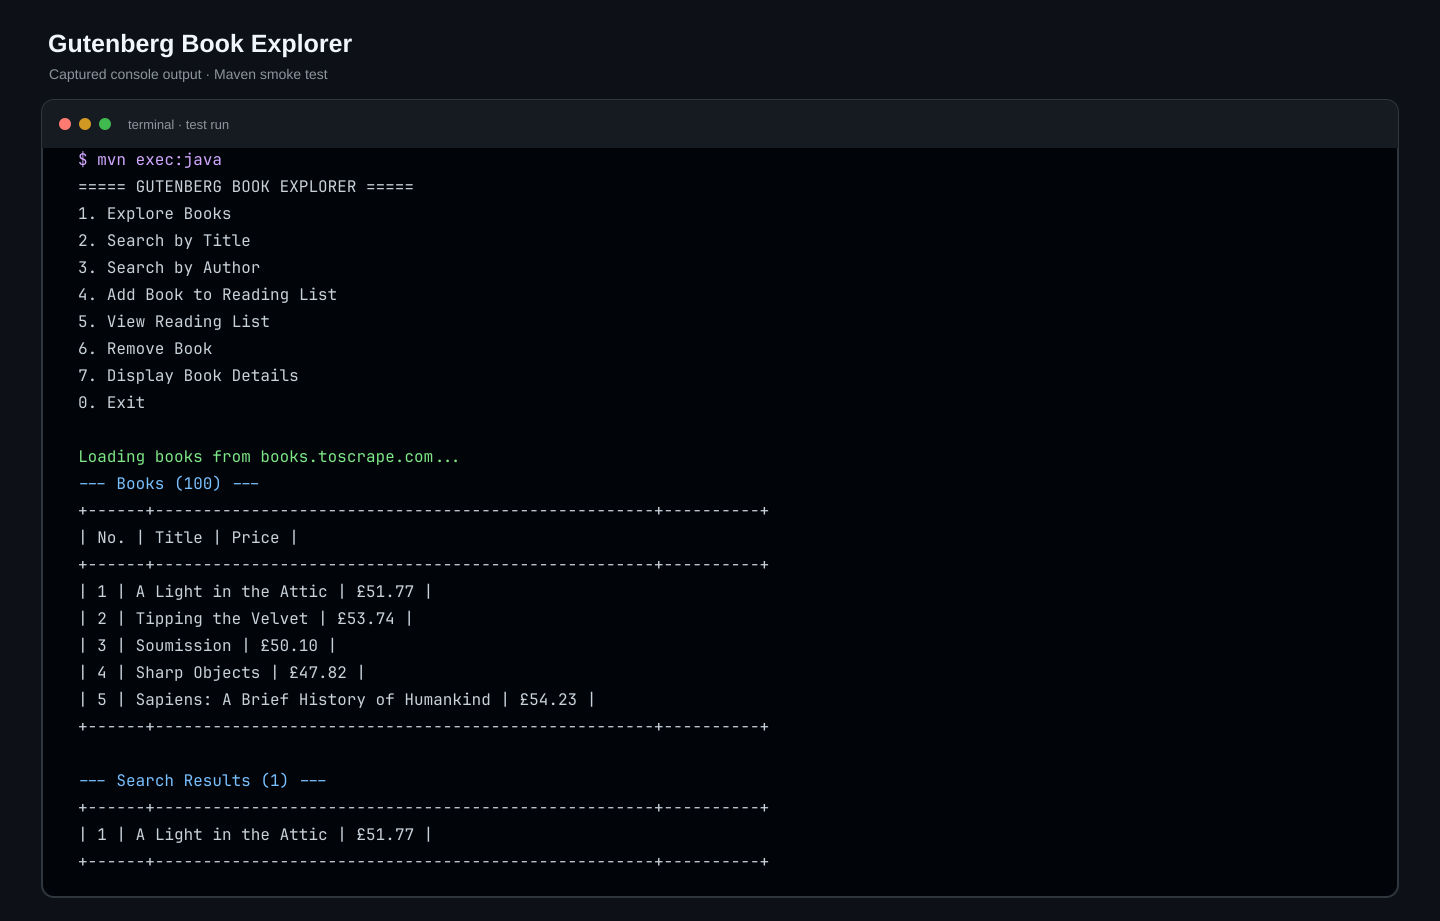 Gutenberg Book Explorer
Captured console output · Maven smoke test
terminal · test run
$ mvn exec:java
===== GUTENBERG BOOK EXPLORER =====
1. Explore Books
2. Search by Title
3. Search by Author
4. Add Book to Reading List
5. View Reading List
6. Remove Book
7. Display Book Details
0. Exit
Loading books from books.toscrape.com...
--- Books (100) ---
+------+----------------------------------------------------+----------+
| No. | Title | Price |
+------+----------------------------------------------------+----------+
| 1 | A Light in the Attic | £51.77 |
| 2 | Tipping the Velvet | £53.74 |
| 3 | Soumission | £50.10 |
| 4 | Sharp Objects | £47.82 |
| 5 | Sapiens: A Brief History of Humankind | £54.23 |
+------+----------------------------------------------------+----------+
--- Search Results (1) ---
+------+----------------------------------------------------+----------+
| 1 | A Light in the Attic | £51.77 |
+------+----------------------------------------------------+----------+